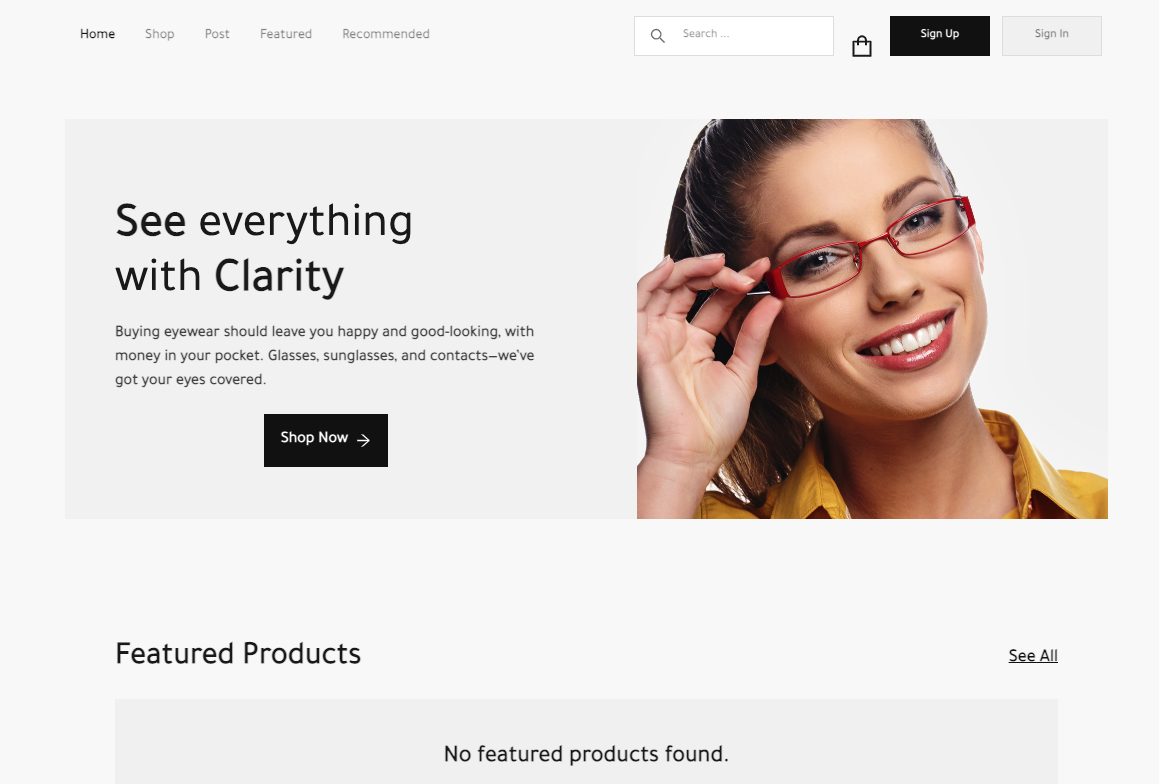 Home Shop Post Featured Recommended Search ... Sign Up Sign In
See everything
with Clarity
Buying eyewear should leave you happy and good-looking, with
money in your pocket. Glasses, sunglasses, and contacts—we’ve
got your eyes covered.
Shop Now
Featured Products See All
No featured products found.